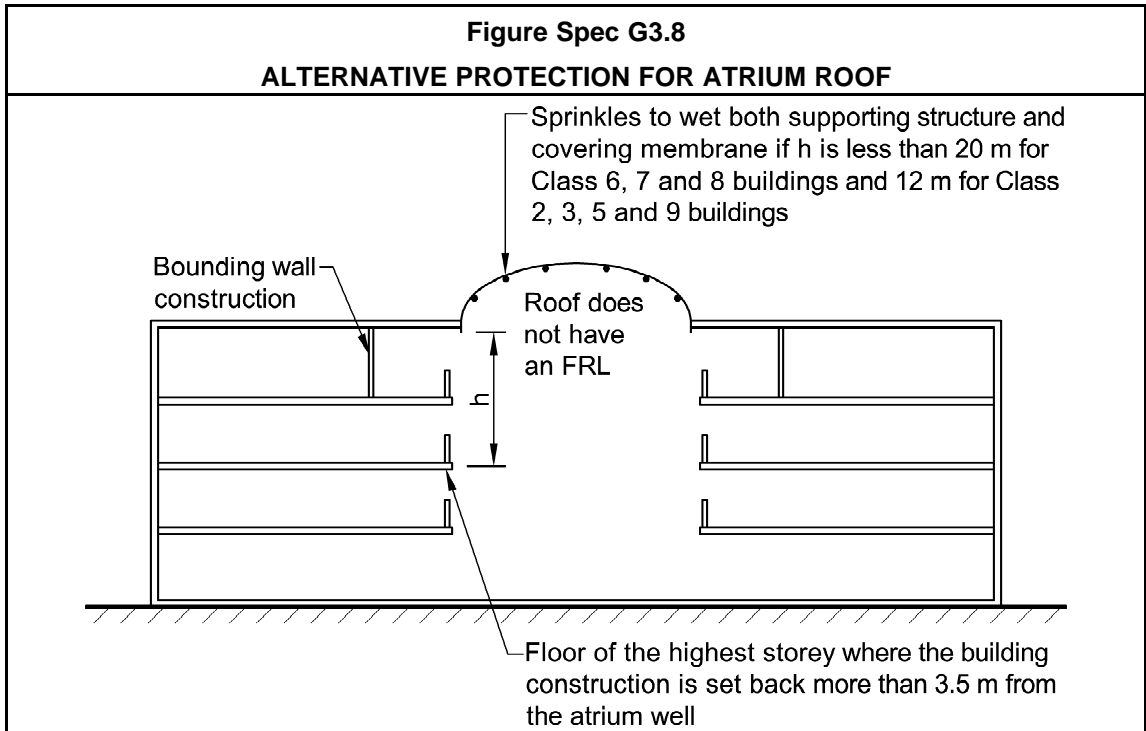 Figure Spec G3.8
ALTERNATIVE PROTECTION FOR ATRIUM ROOF
Sprinkles to wet both supporting structure and
covering membrane if h is less than 20 m for
Class 6, 7 and 8 buildings and 12 m for Class
2, 3, 5 and 9 buildings
Bounding wall
construction
Roof does
not have
an FRL
h
Floor of the highest storey where the building
construction is set back more than 3.5 m from
the atrium well